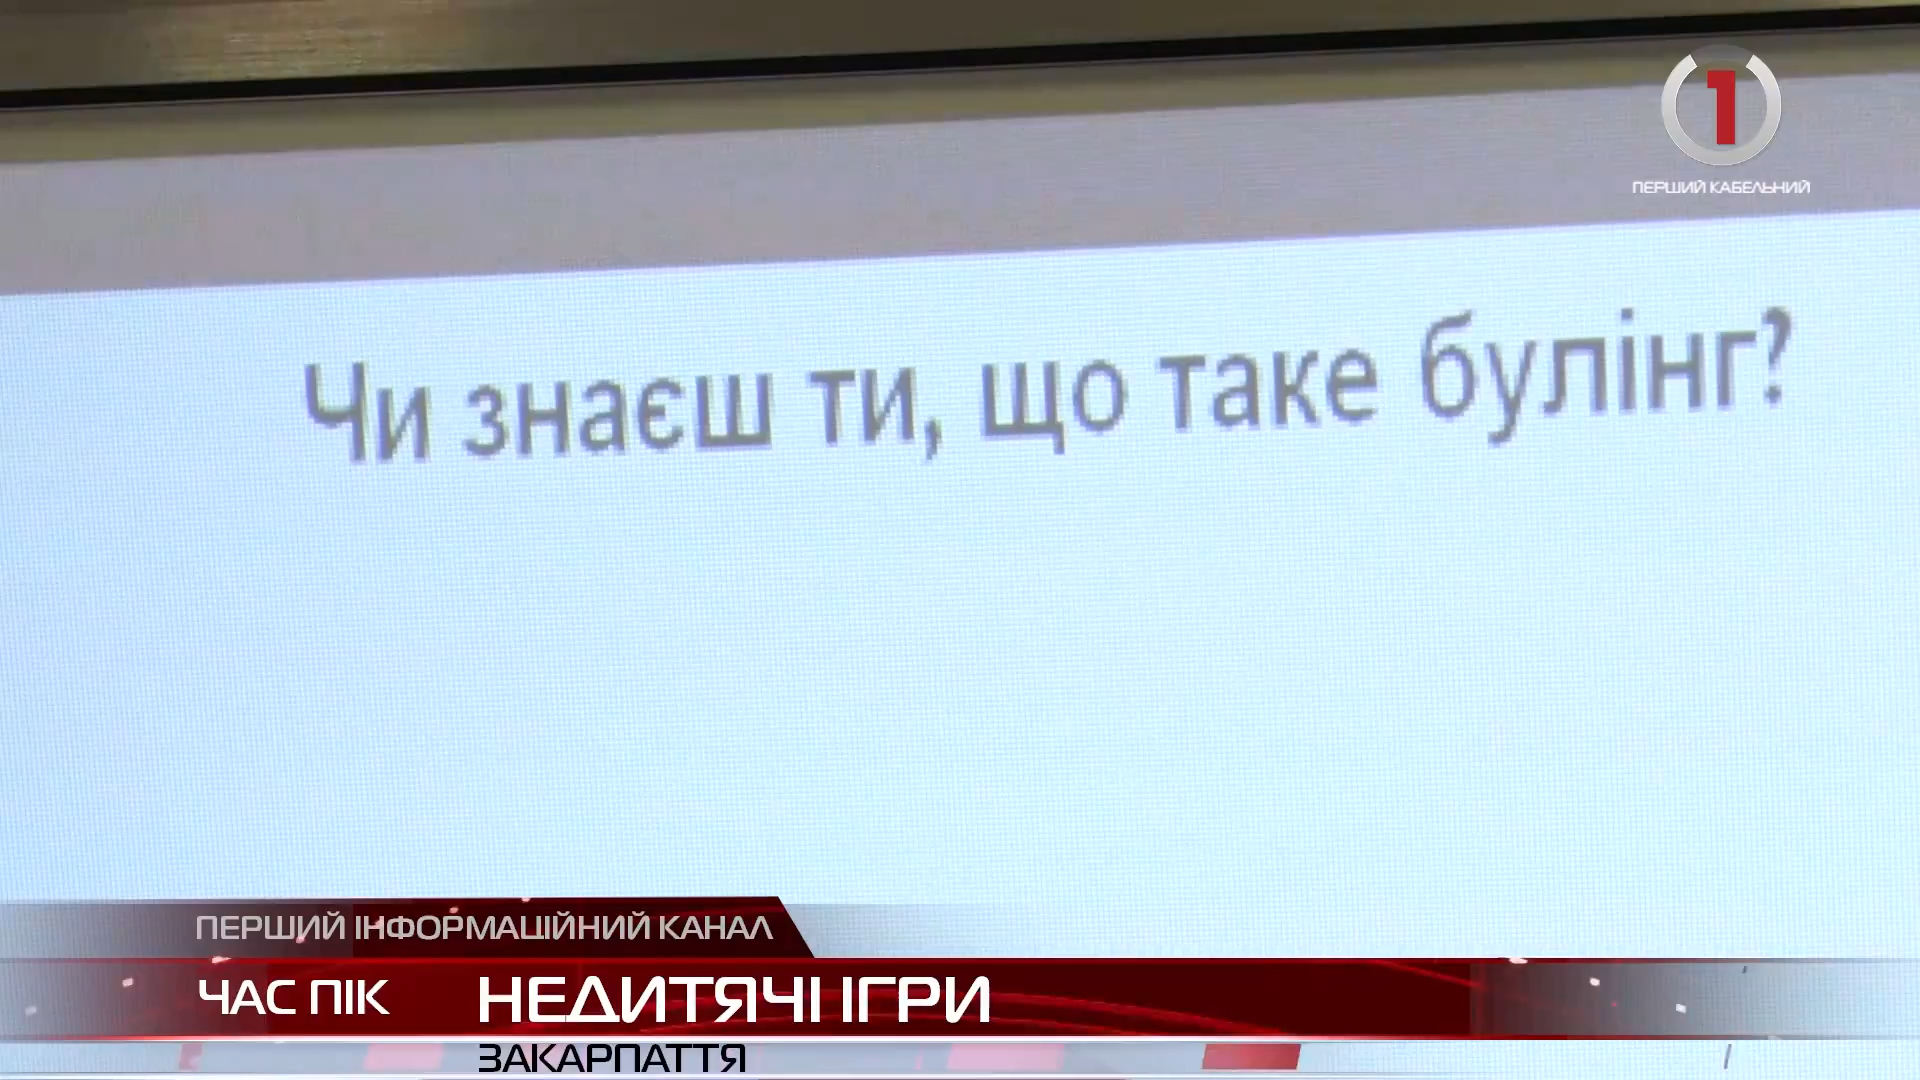 1
ПЕРШИЙ КАБЕЛЬНИЙ
Чи знаєш ти, що таке булінг?
ПЕРШИЙ ІНФОРМАЦІЙНИЙ КАНАЛ
ЧАС ПІК НЕДИТЯЧІ ІГРИ
ЗАКАРПАТТЯ